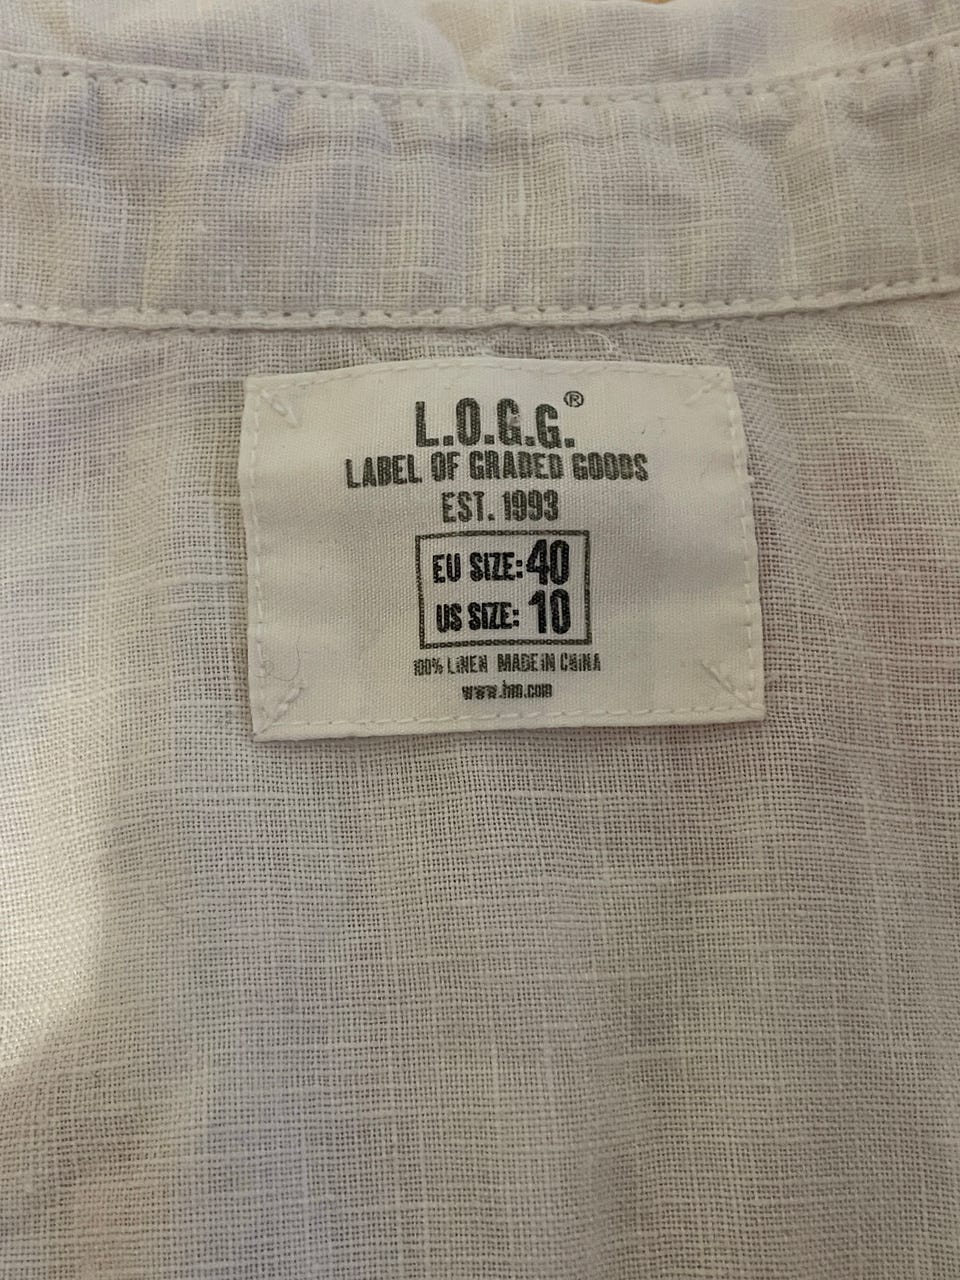 L.O.G.G.®
LABEL OF GRADED GOODS
EST. 1993
EU SIZE: 40
US SIZE: 10
100% LINEN MADE IN CHINA
www.hm.com